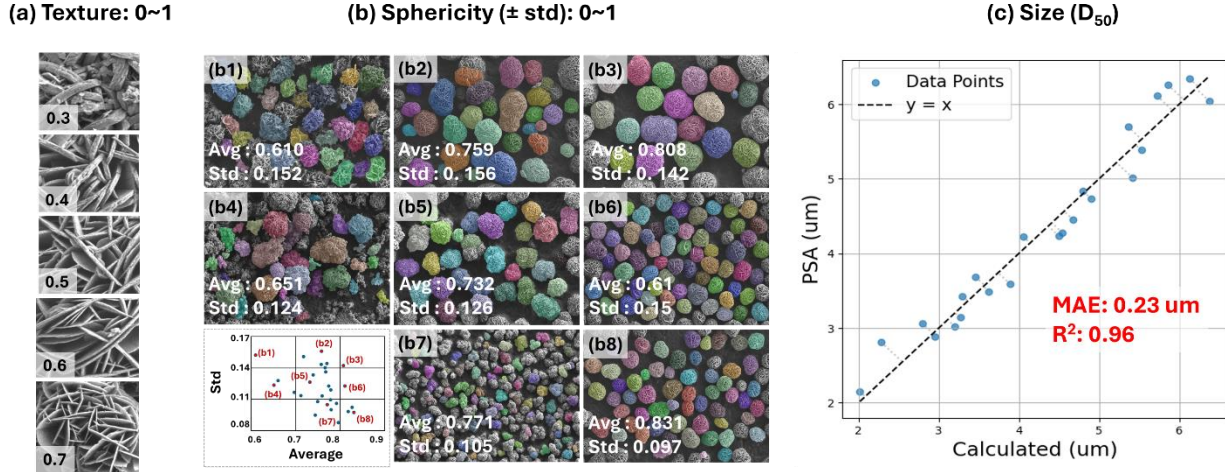 (a) Texture: 0~1
0.3
0.4
0.5
0.6
0.7
(b) Sphericity (± std): 0~1
(b1)
Avg : 0.610
Std : 0.152
(b2)
Avg : 0.759
Std : 0.156
(b3)
Avg : 0.808
Std : 0.142
(b4)
Avg : 0.651
Std : 0.124
(b5)
Avg : 0.732
Std : 0.126
(b6)
Avg : 0.61
Std : 0.15
0.17
0.14
0.11
0.08
Std
(b1)
(b2)
(b3)
(b4)
(b5)
(b6)
(b7)
(b8)
0.6 0.7 0.8 0.9
Average
(b7)
Avg : 0.771
Std : 0.105
(b8)
Avg : 0.831
Std : 0.097
(c) Size (D50)
Data Points
y = x
PSA (um)
6
5
4
3
2
MAE: 0.23 um
R²: 0.96
2 3 4 5 6
Calculated (um)